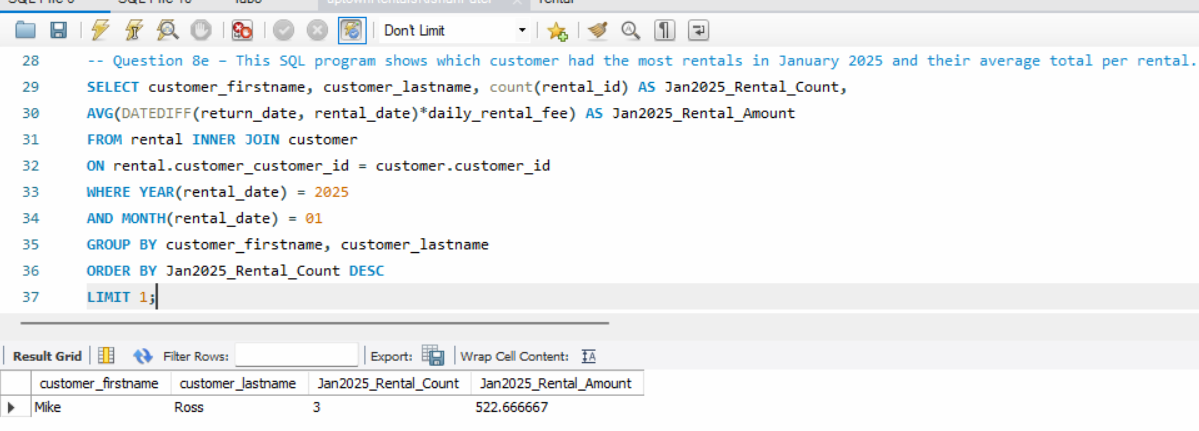 Don't Limit
28 -- Question 8e – This SQL program shows which customer had the most rentals in January 2025 and their average total per rental.
29 SELECT customer_firstname, customer_lastname, count(rental_id) AS Jan2025_Rental_Count,
30 AVG(DATEDIFF(return_date, rental_date)*daily_rental_fee) AS Jan2025_Rental_Amount
31 FROM rental INNER JOIN customer
32 ON rental.customer_customer_id = customer.customer_id
33 WHERE YEAR(rental_date) = 2025
34 AND MONTH(rental_date) = 01
35 GROUP BY customer_firstname, customer_lastname
36 ORDER BY Jan2025_Rental_Count DESC
37 LIMIT 1;
Result Grid Filter Rows: Export: Wrap Cell Content: IA
customer_firstname customer_lastname Jan2025_Rental_Count Jan2025_Rental_Amount
Mike Ross 3 522.666667